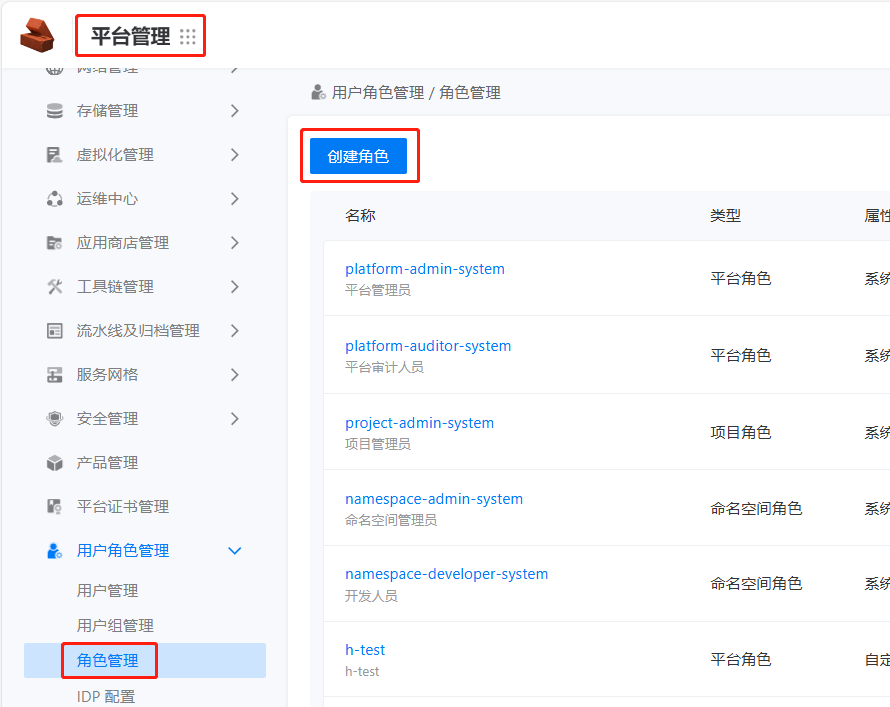 平台管理
网络管理
存储管理
虚拟化管理
运维中心
应用商店管理
工具链管理
流水线及归档管理
服务网格
安全管理
产品管理
平台证书管理
用户角色管理
用户管理
用户组管理
角色管理
IDP 配置
用户角色管理 / 角色管理
创建角色
名称 类型 属性
platform-admin-system 平台角色 系统
平台管理员
platform-auditor-system 平台角色 系统
平台审计人员
project-admin-system 项目角色 系统
项目管理员
namespace-admin-system 命名空间角色 系统
命名空间管理员
namespace-developer-system 命名空间角色 系统
开发人员
h-test 平台角色 自定
h-test